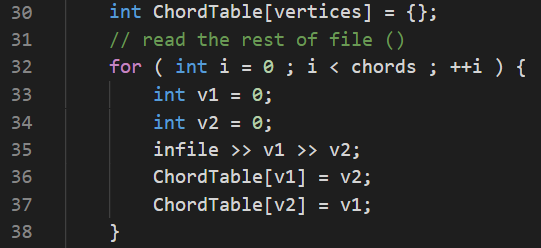 30 int ChordTable[vertices] = {};
31 // read the rest of file ()
32 for ( int i = 0 ; i < chords ; ++i ) {
33 int v1 = 0;
34 int v2 = 0;
35 infile >> v1 >> v2;
36 ChordTable[v1] = v2;
37 ChordTable[v2] = v1;
38 }